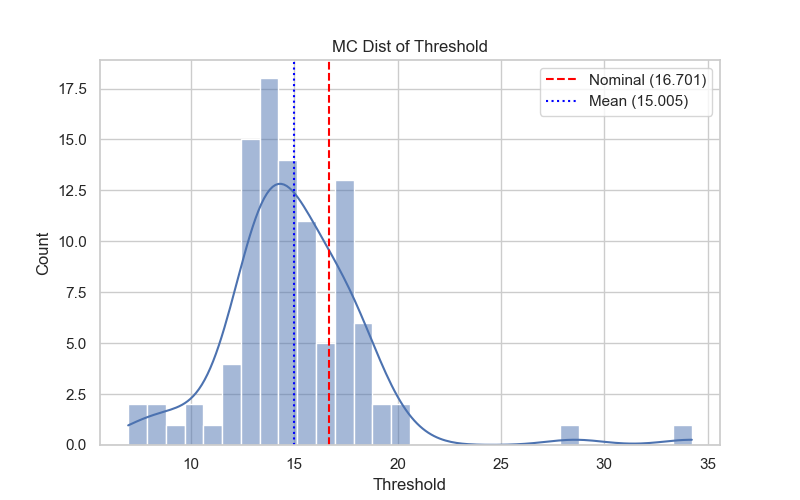 MC Dist of Threshold
Nominal (16.701)
Mean (15.005)
17.5
15.0
12.5
10.0
7.5
5.0
2.5
0.0
Count
10 15 20 25 30 35
Threshold